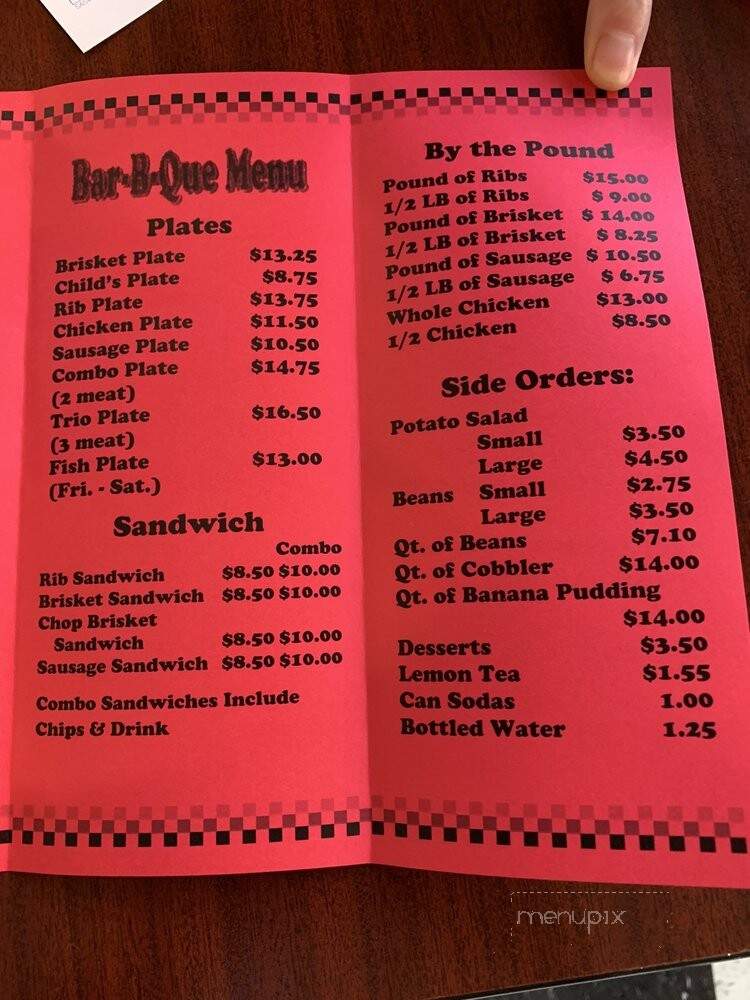 Bar-B-Que Menu
Plates
Brisket Plate $13.25
Child's Plate $8.75
Rib Plate $13.75
Chicken Plate $11.50
Sausage Plate $10.50
Combo Plate $14.75
(2 meat)
Trio Plate $16.50
(3 meat)
Fish Plate $13.00
(Fri. - Sat.)
Sandwich
Combo
Rib Sandwich $8.50 $10.00
Brisket Sandwich $8.50 $10.00
Chop Brisket
Sandwich $8.50 $10.00
Sausage Sandwich $8.50 $10.00
Combo Sandwiches Include
Chips & Drink
By the Pound
Pound of Ribs $15.00
1/2 LB of Ribs $ 9.00
Pound of Brisket $ 14.00
1/2 LB of Brisket $ 8.25
Pound of Sausage $ 10.50
1/2 LB of Sausage $ 6.75
Whole Chicken $13.00
1/2 Chicken $8.50
Side Orders:
Potato Salad
Small $3.50
Large $4.50
Beans Small $2.75
Large $3.50
Qt. of Beans $7.10
Qt. of Cobbler $14.00
Qt. of Banana Pudding
$14.00
Desserts $3.50
Lemon Tea $1.55
Can Sodas 1.00
Bottled Water 1.25
menupix